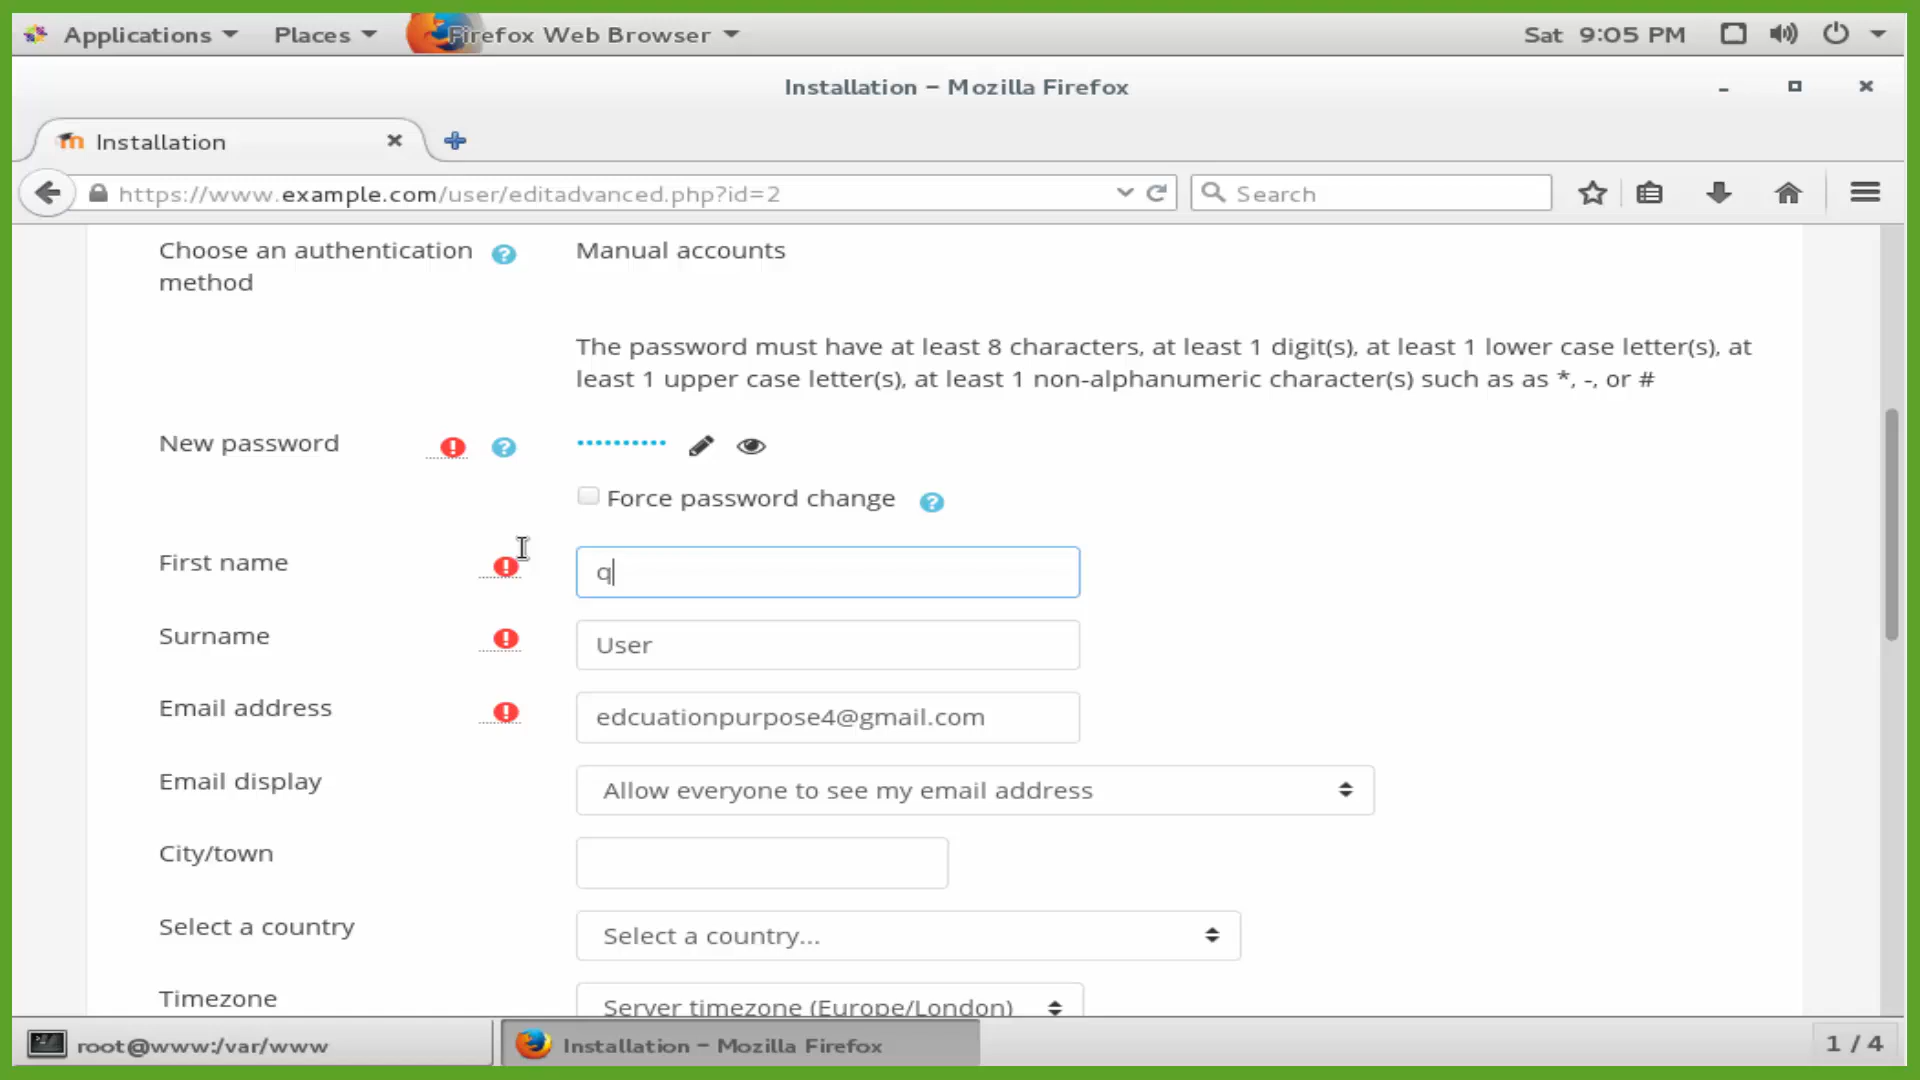 Applications Places Firefox Web Browser Sat 9:05 PM
Installation – Mozilla Firefox
Installation
https://www.example.com/user/editadvanced.php?id=2 Search
Choose an authentication Manual accounts
method
The password must have at least 8 characters, at least 1 digit(s), at least 1 lower case letter(s), at
least 1 upper case letter(s), at least 1 non-alphanumeric character(s) such as as *, -, or #
New password
Force password change
First name q
Surname User
Email address edcuationpurpose4@gmail.com
Email display Allow everyone to see my email address
City/town
Select a country Select a country...
Timezone Server timezone (Europe/London)
root@www:/var/www Installation – Mozilla Firefox 1 / 4